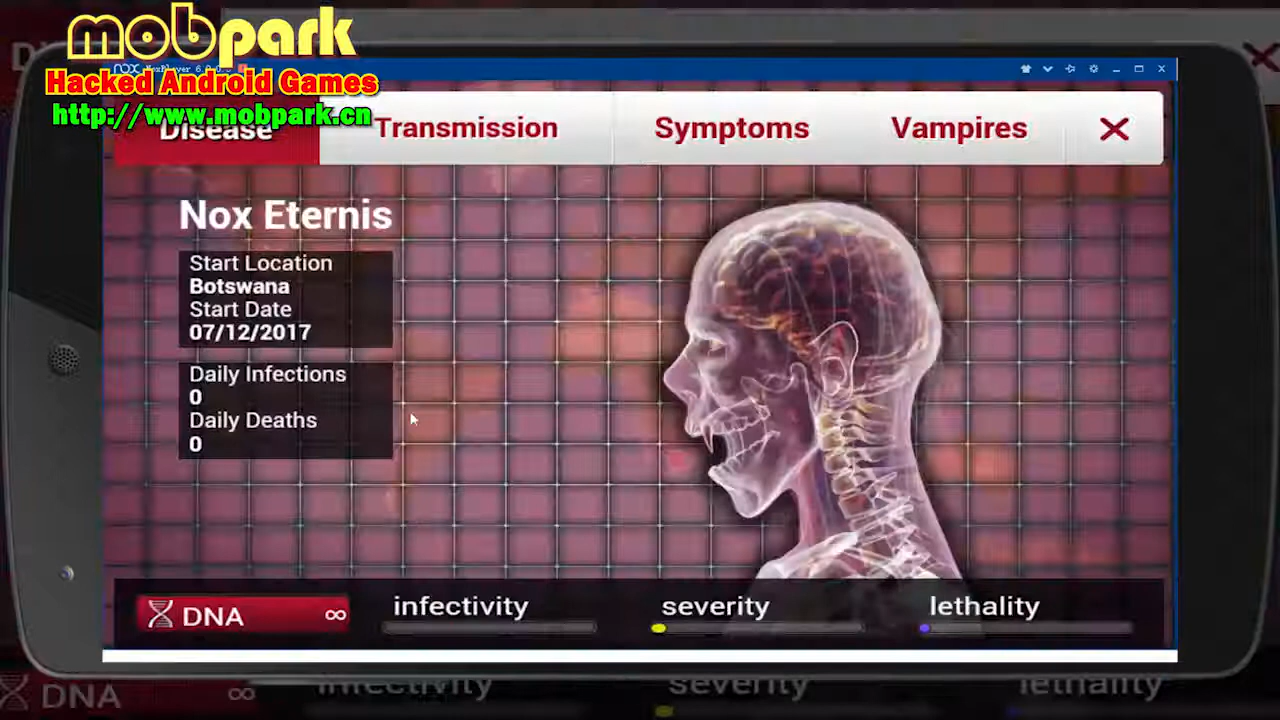 mobpark
Hacked Android Games
http://www.mobpark.cn
Disease
Transmission
Symptoms
Vampires
Nox Eternis
Start Location
Botswana
Start Date
07/12/2017
Daily Infections
0
Daily Deaths
0
DNA ∞
infectivity
severity
lethality
DNA ∞
infectivity
severity
lethality